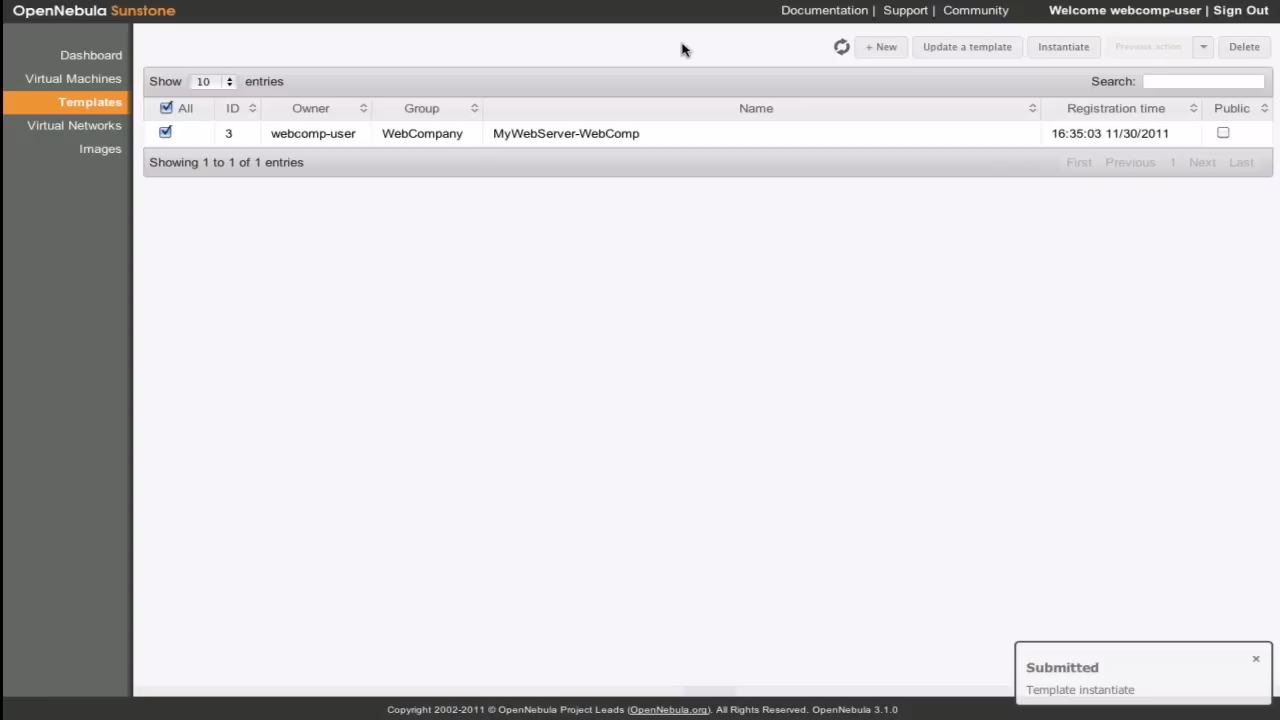 OpenNebula Sunstone
Documentation | Support | Community
Welcome webcomp-user | Sign Out
Dashboard
Virtual Machines
Templates
Virtual Networks
Images
+ New
Update a template
Instantiate
Previous action
Delete
Show 10 entries
Search:
All ID Owner Group Name Registration time Public
3 webcomp-user WebCompany MyWebServer-WebComp 16:35:03 11/30/2011
Showing 1 to 1 of 1 entries
First Previous 1 Next Last
Submitted
×
Template instantiate
Copyright 2002-2011 © OpenNebula Project Leads (OpenNebula.org). All Rights Reserved. OpenNebula 3.1.0